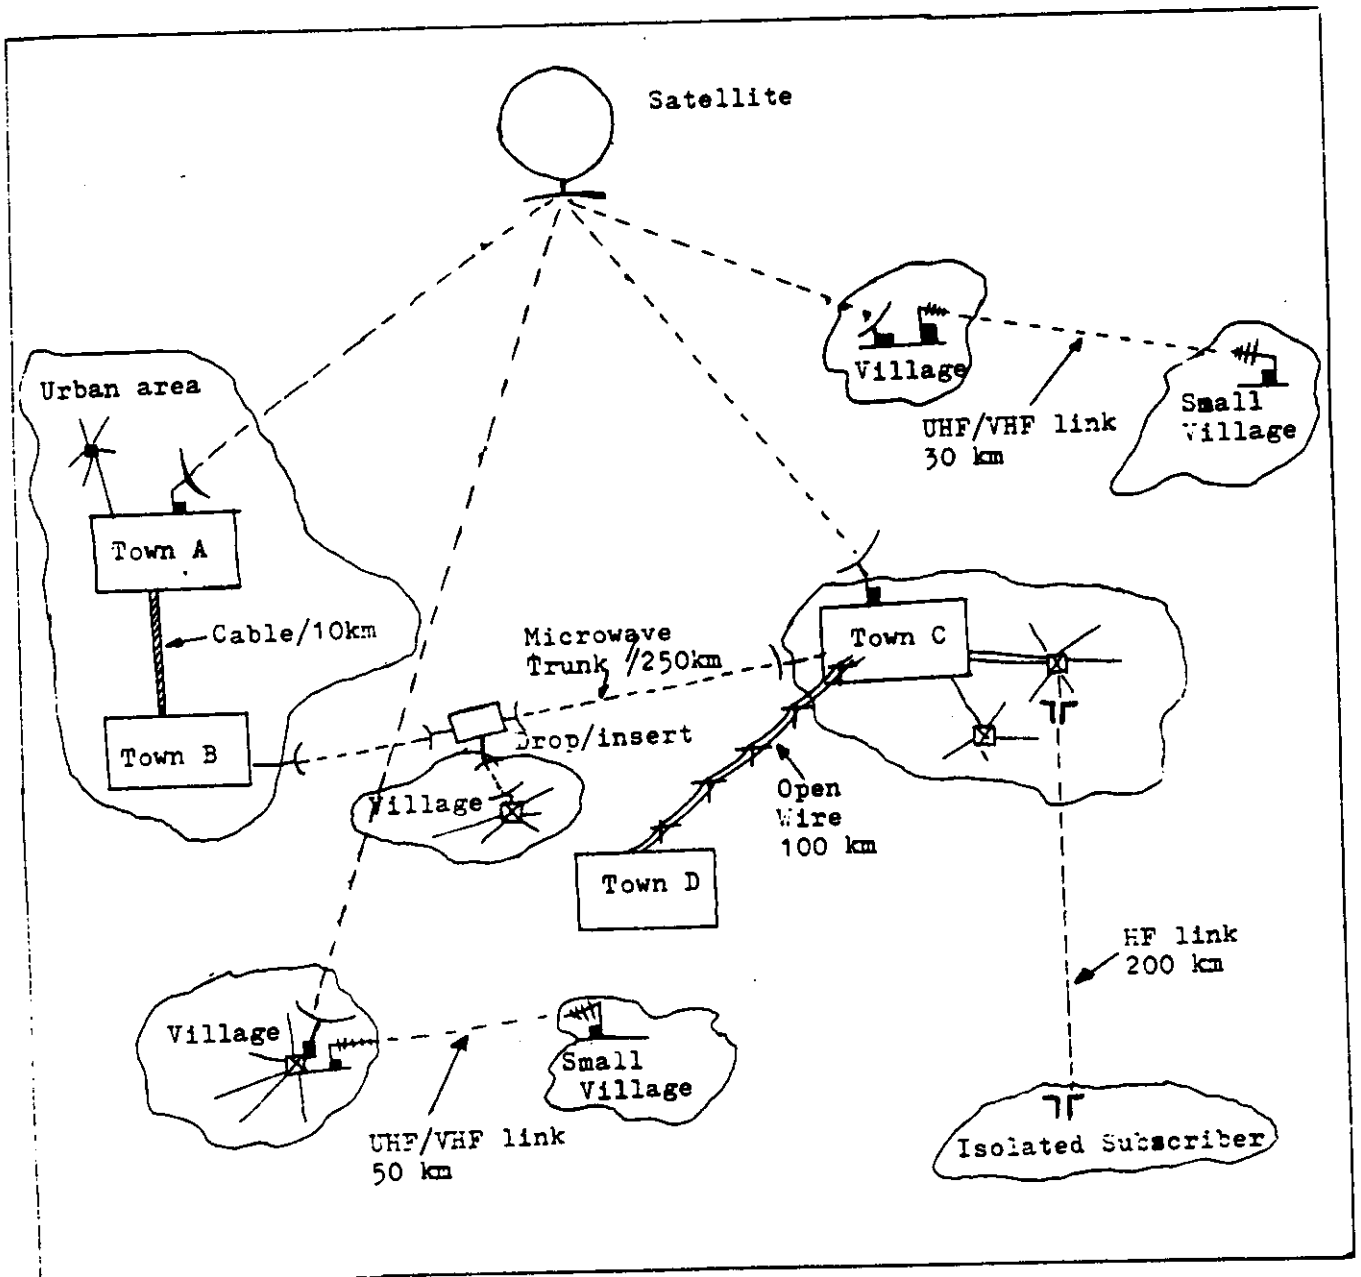 Satellite
Urban area
Village
UHF/VHF link
30 km
Small
Village
Town A
Cable/10km
Microwave
Trunk /250km
Town C
Town B
Drop/insert
Village
Open
Wire
100 km
Town D
HF link
200 km
Village
Small
Village
UHF/VHF link
50 km
Isolated Subscriber